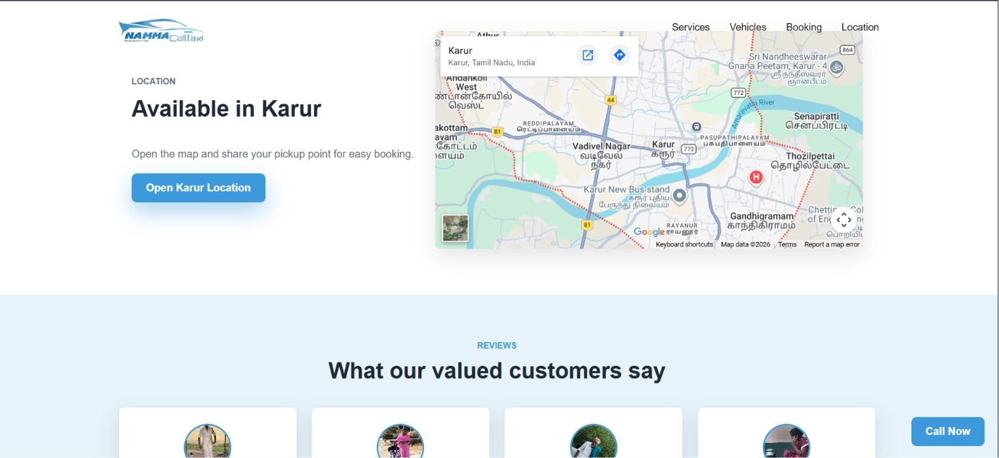 NAMMA
CallTaxi
Services
Vehicles
Booking
Location
LOCATION
Available in Karur
Open the map and share your pickup point for easy booking.
Open Karur Location
Karur
Karur, Tamil Nadu, India
Athur
864
Sri Nandheeswarar
Gnana Peetam, Karur - 4
ஸ்ரீ நந்தீஸ்வரர்
ஞானபீடம்
Andankoil
West
ண்டான்கோயில்
வெஸ்ட்
44
772
Amaravathi River
Senapiratti
செனப்பிரட்டி
REDDIPALAYAM
ரெட்டிப்பாளையம்
akottam
ayam
கோட்டம்
ளையம்
81
PASUPATHIPALAYAM
பசுபதிபாளையம்
Vadivel Nagar
வடிவேல்
நகர்
Karur
கரூர்
772
Thozilpettai
தொழில்பேட்டை
H
Karur New Bus stand
கரூர் புதிய
பேருந்து நிலையம்
Gandhigramam
காந்திகிராமம்
81
Google
RAYANUR
ராயனூர்
Keyboard shortcuts
Map data ©2026
Terms
Report a map error
REVIEWS
What our valued customers say
Call Now